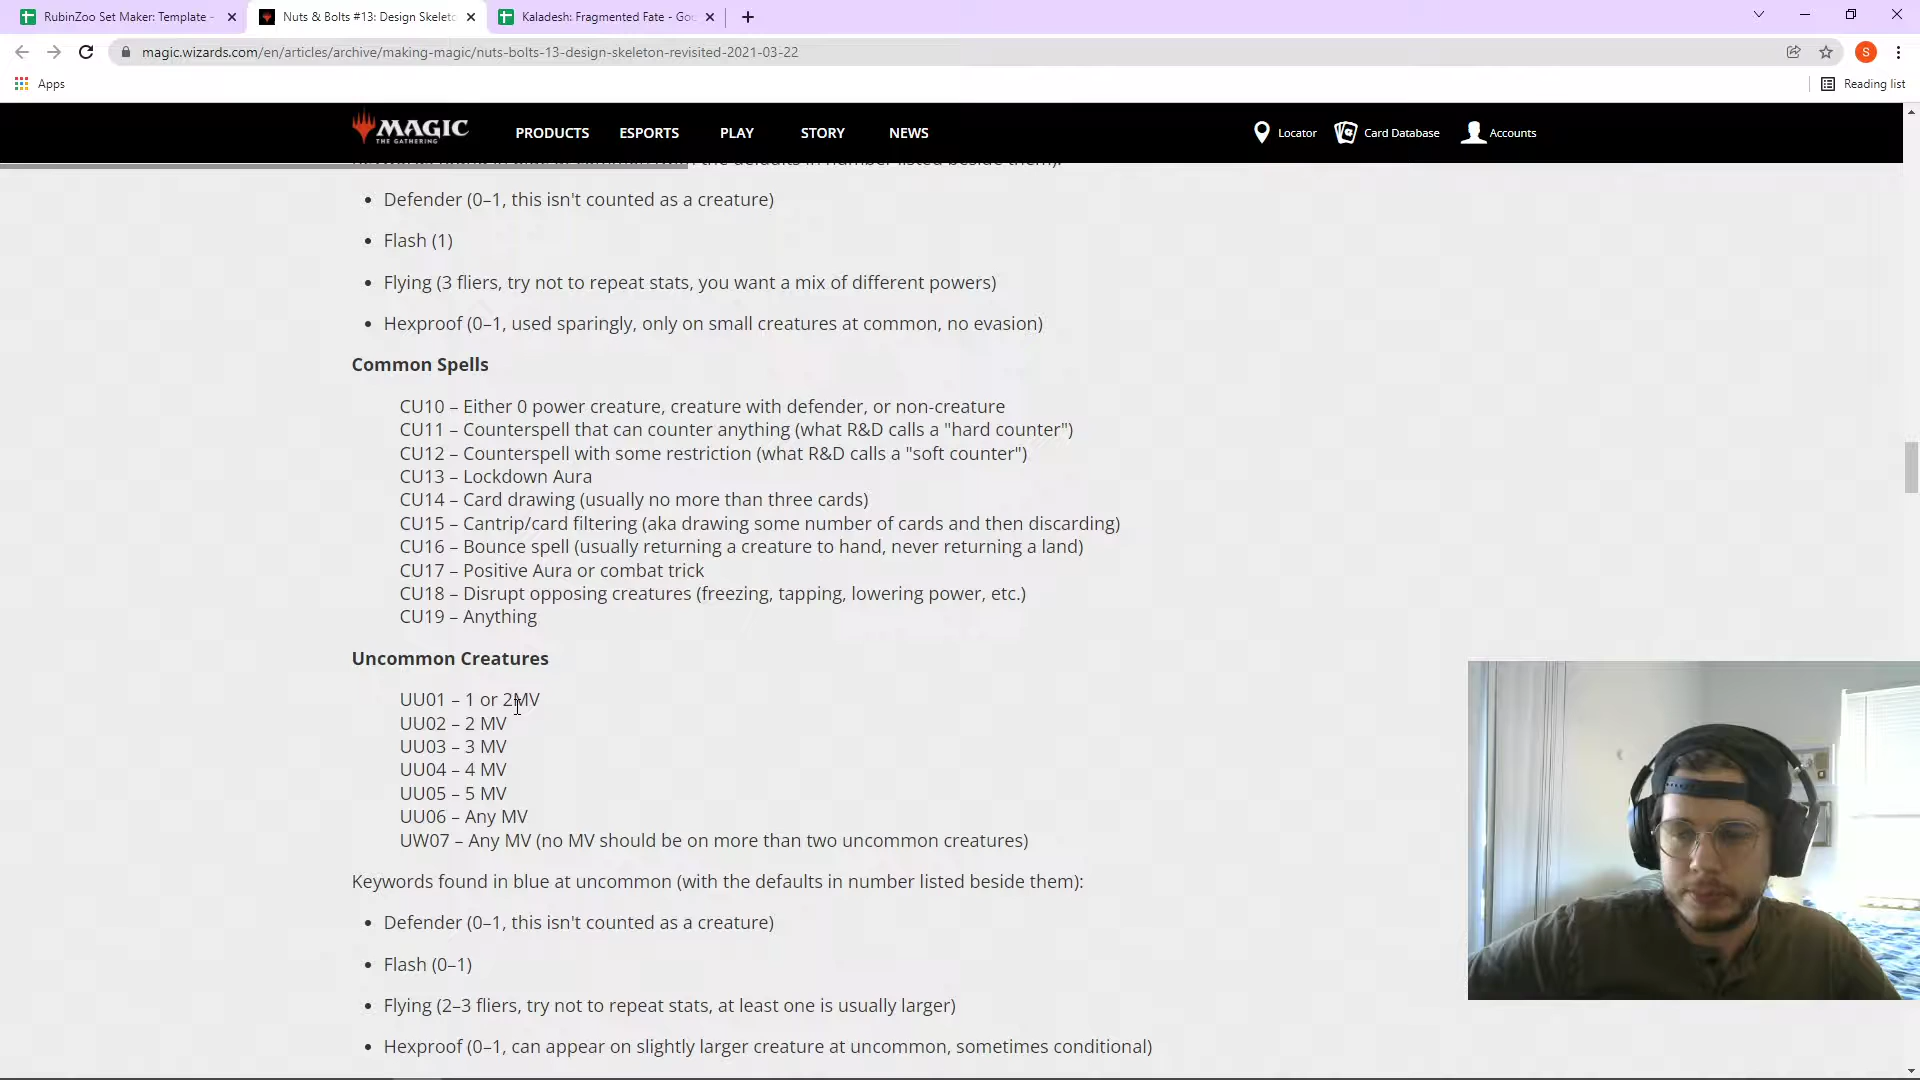 RubinZoo Set Maker: Template -
Nuts & Bolts #13: Design Skeleto
Kaladesh: Fragmented Fate - Goo
magic.wizards.com/en/articles/archive/making-magic/nuts-bolts-13-design-skeleton-revisited-2021-03-22
S
Apps
Reading list
MAGIC
THE GATHERING
PRODUCTS
ESPORTS
PLAY
STORY
NEWS
Locator
Card Database
Accounts
the defaults in number listed beside them):
• Defender (0–1, this isn't counted as a creature)
• Flash (1)
• Flying (3 fliers, try not to repeat stats, you want a mix of different powers)
• Hexproof (0–1, used sparingly, only on small creatures at common, no evasion)
Common Spells
CU10 – Either 0 power creature, creature with defender, or non-creature
CU11 – Counterspell that can counter anything (what R&D calls a "hard counter")
CU12 – Counterspell with some restriction (what R&D calls a "soft counter")
CU13 – Lockdown Aura
CU14 – Card drawing (usually no more than three cards)
CU15 – Cantrip/card filtering (aka drawing some number of cards and then discarding)
CU16 – Bounce spell (usually returning a creature to hand, never returning a land)
CU17 – Positive Aura or combat trick
CU18 – Disrupt opposing creatures (freezing, tapping, lowering power, etc.)
CU19 – Anything
Uncommon Creatures
UU01 – 1 or 2MV
UU02 – 2 MV
UU03 – 3 MV
UU04 – 4 MV
UU05 – 5 MV
UU06 – Any MV
UW07 – Any MV (no MV should be on more than two uncommon creatures)
Keywords found in blue at uncommon (with the defaults in number listed beside them):
• Defender (0–1, this isn't counted as a creature)
• Flash (0–1)
• Flying (2–3 fliers, try not to repeat stats, at least one is usually larger)
• Hexproof (0–1, can appear on slightly larger creature at uncommon, sometimes conditional)